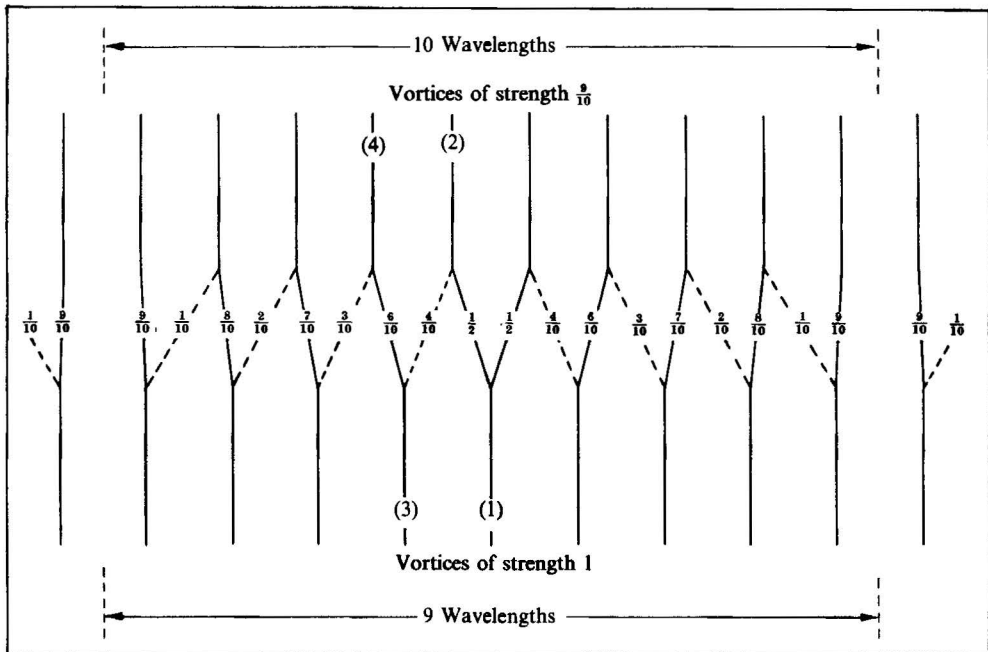 10 Wavelengths
Vortices of strength 9/10
(4) (2)
1/10 9/10 9/10 1/10 8/10 2/10 7/10 3/10 6/10 4/10 1/2 1/2 4/10 6/10 3/10 7/10 2/10 8/10 1/10 9/10 9/10 1/10
(3) (1)
Vortices of strength 1
9 Wavelengths